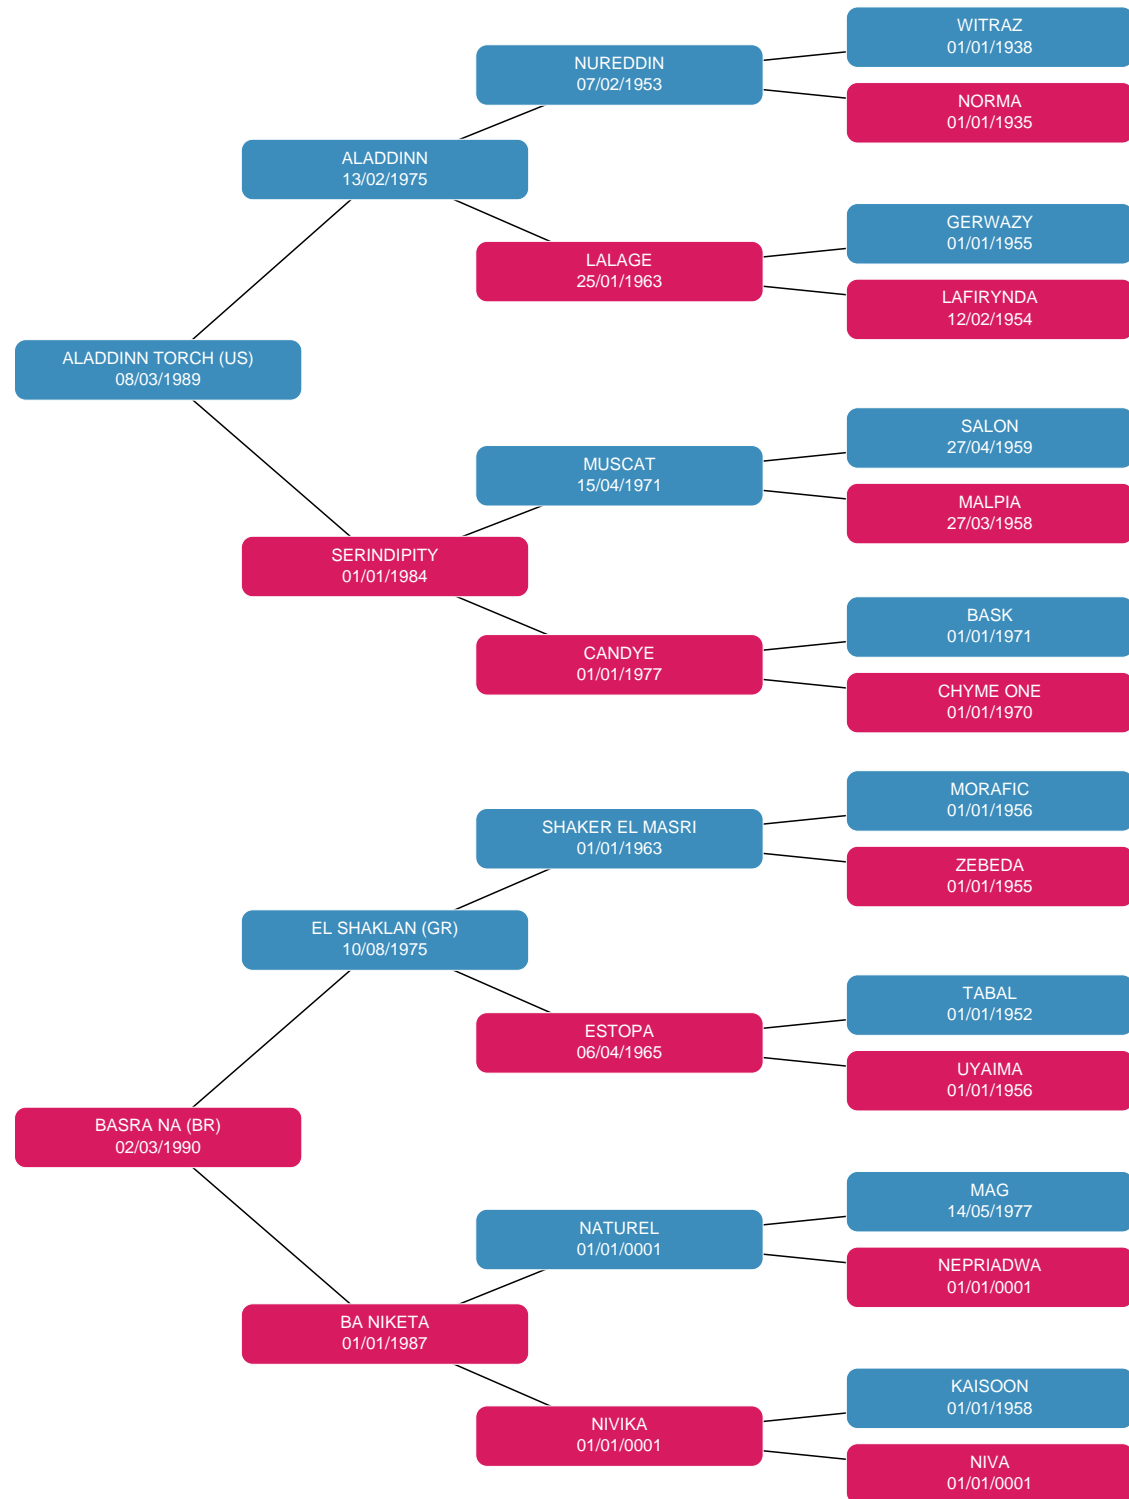 WITRAZ
01/01/1938
NUREDDIN
07/02/1953
NORMA
01/01/1935
ALADDINN
13/02/1975
GERWAZY
01/01/1955
LALAGE
25/01/1963
LAFIRYNDA
12/02/1954
ALADDINN TORCH (US)
08/03/1989
SALON
27/04/1959
MUSCAT
15/04/1971
MALPIA
27/03/1958
SERINDIPITY
01/01/1984
BASK
01/01/1971
CANDYE
01/01/1977
CHYME ONE
01/01/1970
MORAFIC
01/01/1956
SHAKER EL MASRI
01/01/1963
ZEBEDA
01/01/1955
EL SHAKLAN (GR)
10/08/1975
TABAL
01/01/1952
ESTOPA
06/04/1965
UYAIMA
01/01/1956
BASRA NA (BR)
02/03/1990
MAG
14/05/1977
NATUREL
01/01/0001
NEPRIADWA
01/01/0001
BA NIKETA
01/01/1987
KAISOON
01/01/1958
NIVIKA
01/01/0001
NIVA
01/01/0001